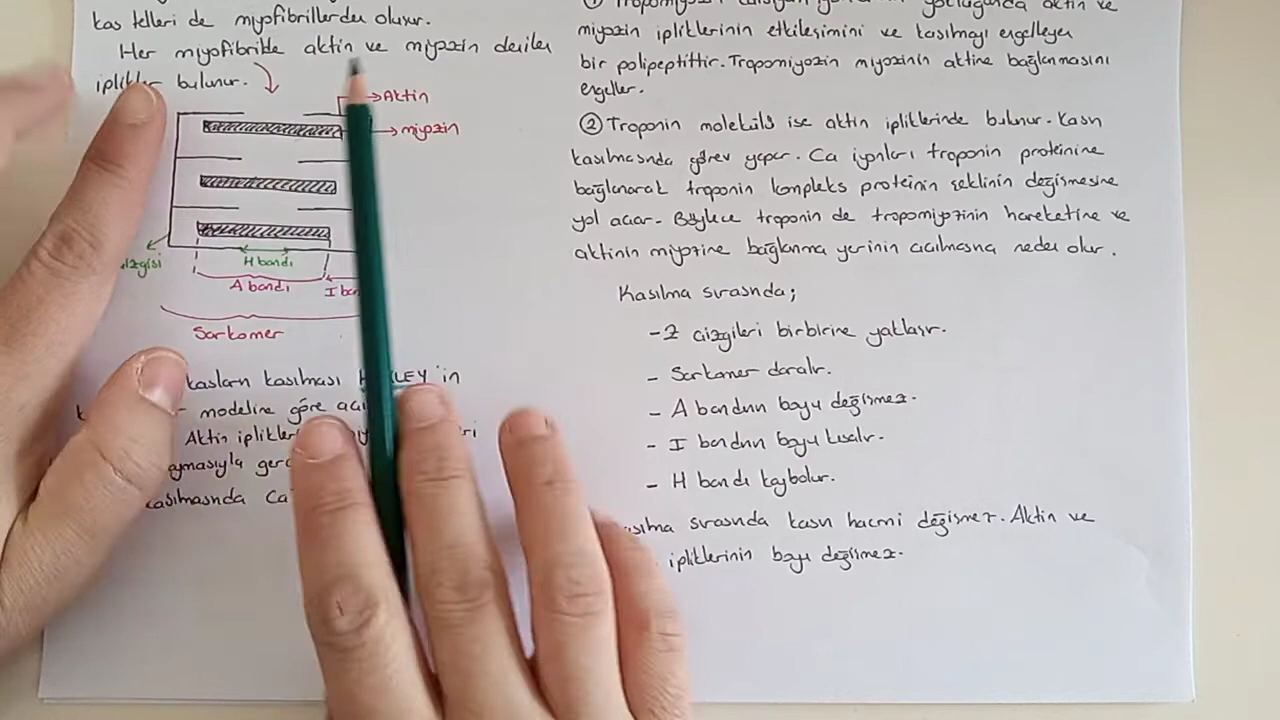 kas telleri de myofibrillerden oluşur.
Her miyofibrilde aktin ve miyozin denilen
iplikler bulunur.
Aktin
miyozin
H bandı
A bandı
I
Sarkomer
kasların kasılması
modeline göre
Aktin
kasılmasında Ca
miyozin ipliklerinin etkileşimini ve kasılmayı engelleyen
bir polipeptittir. Tropomiyozin miyozinin aktine bağlanmasını
engeller.
② Troponin molekülü ise aktin ipliklerinde bulunur. Kasın
kasılmasında görev yapar. Ca iyonları troponin proteinine
bağlanarak troponin kompleks proteinin şeklinin değişmesine
yol açar. Böylece troponin de tropomiyozinin hareketine ve
aktinin miyozine bağlanma yerinin açılmasına neden olur.
Kasılma sırasında;
- Z çizgileri birbirine yaklaşır.
- Sarkomer daralır.
- A bandının boyu değişmez.
- I bandının boyu kısalır.
- H bandı kaybolur.
sırasında kasın hacmi değişmez. Aktin ve
ipliklerinin boyu değişmez.